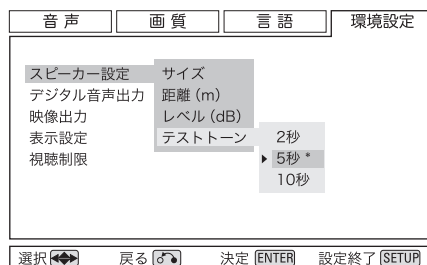 音声 画質 言語 環境設定
スピーカー設定 サイズ
デジタル音声出力 距離(m)
映像出力 レベル(dB)
表示設定 テストトーン 2秒
視聴制限 ▶ 5秒 *
10秒
選択 戻る 決定 ENTER 設定終了 SETUP